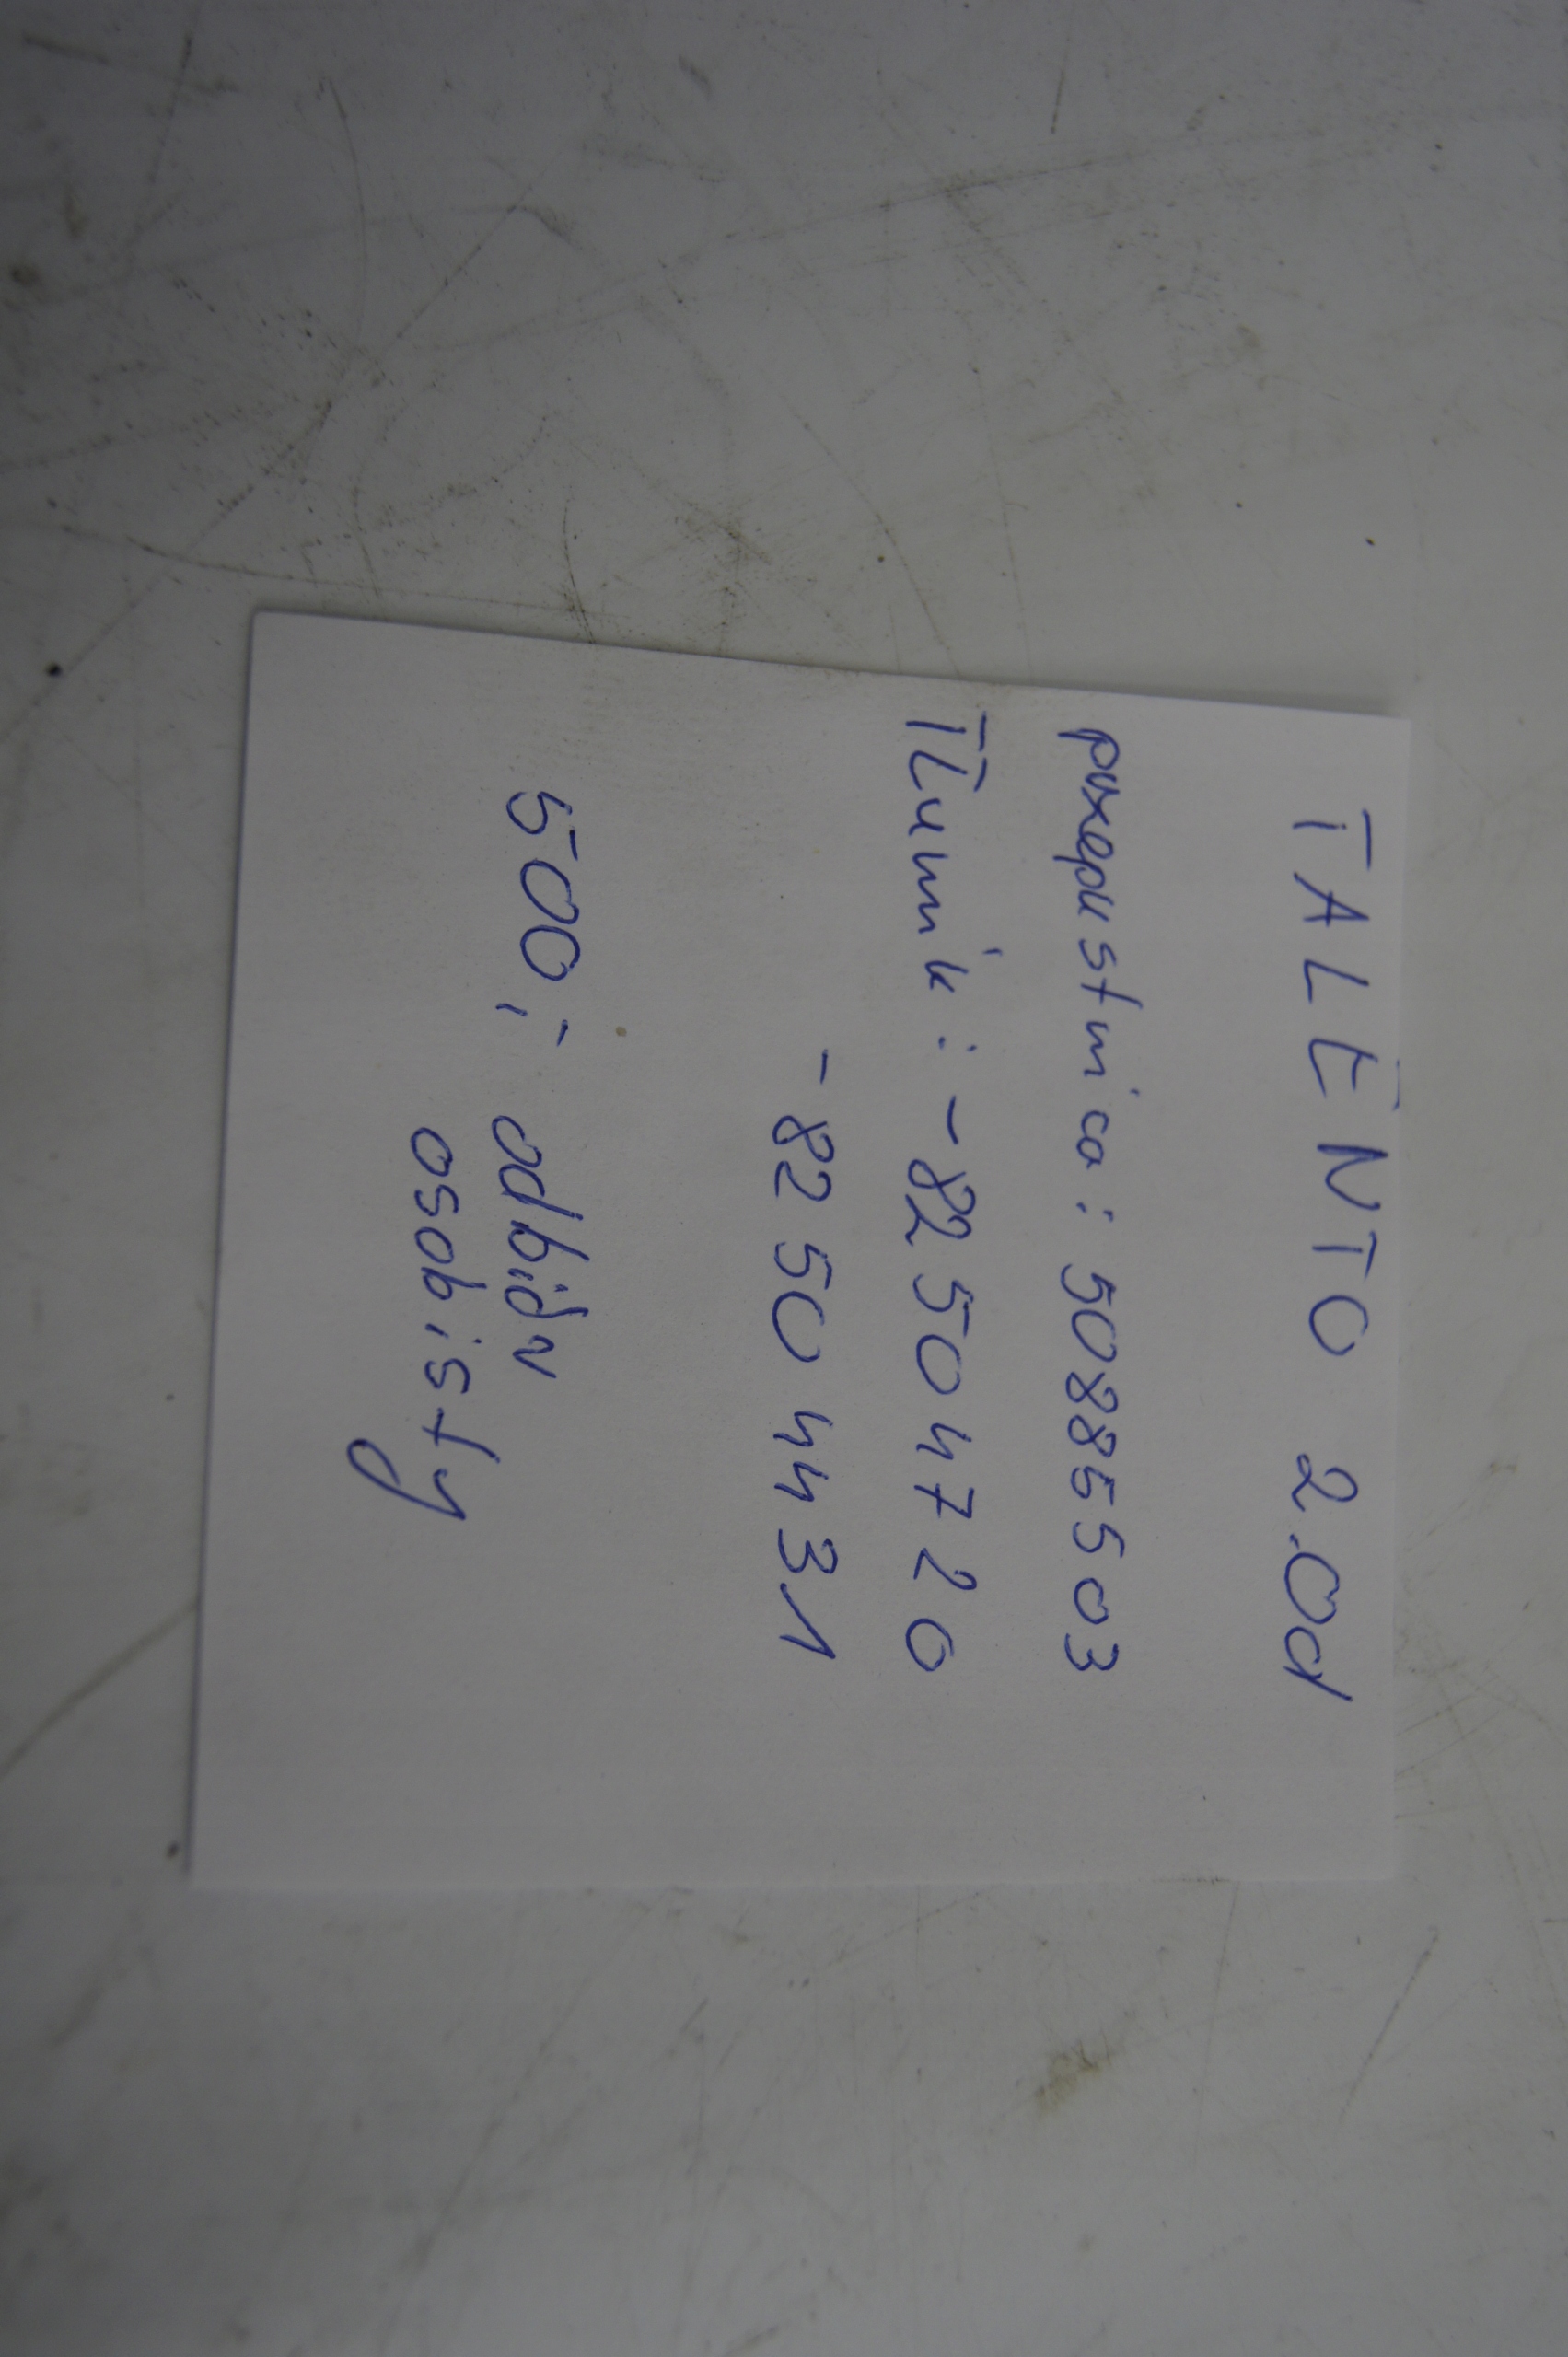 TALENTO 2.0d
przepustnica: 50885503
Tłumik: - 82504720
- 82504431
500,- odbiór
osobisty